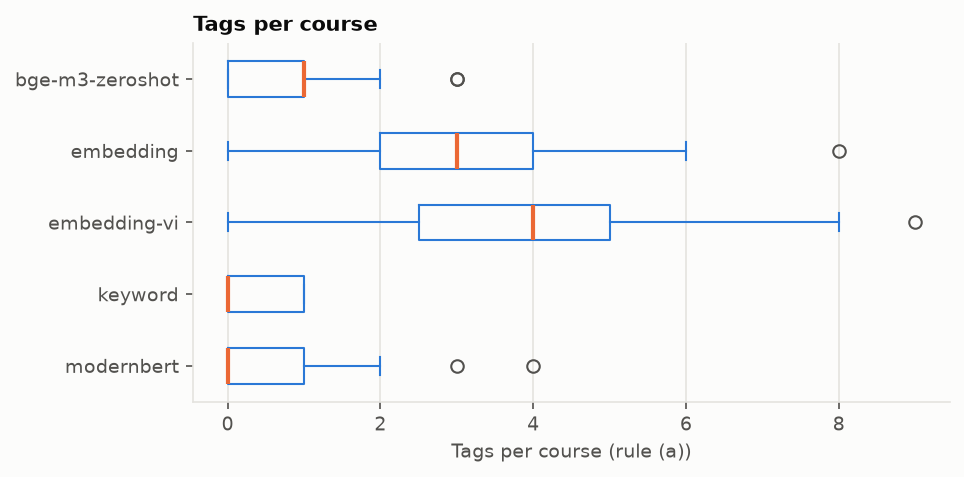 Tags per course
bge-m3-zeroshot
embedding
embedding-vi
keyword
modernbert
0 2 4 6 8
Tags per course (rule (a))